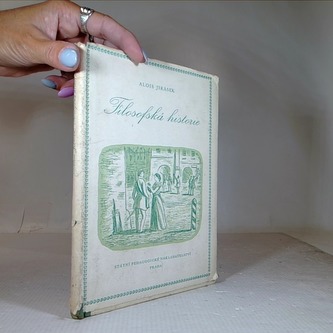 ALOIS JIRÁSEK
Filosofská historie
STÁTNÍ PEDAGOGICKÉ NAKLADATELSTVÍ
PRAHA